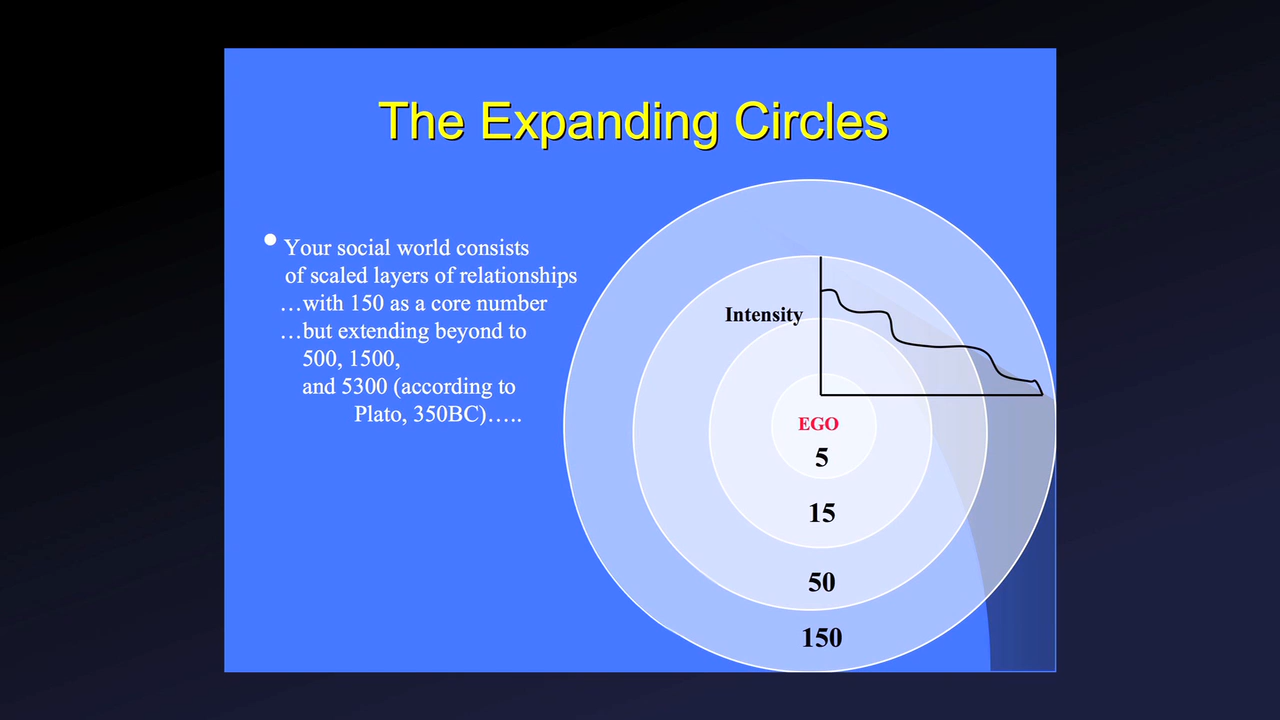 The Expanding Circles
Your social world consists
of scaled layers of relationships
…with 150 as a core number
…but extending beyond to
500, 1500,
and 5300 (according to
Plato, 350BC)…..
Intensity
EGO
5
15
50
150